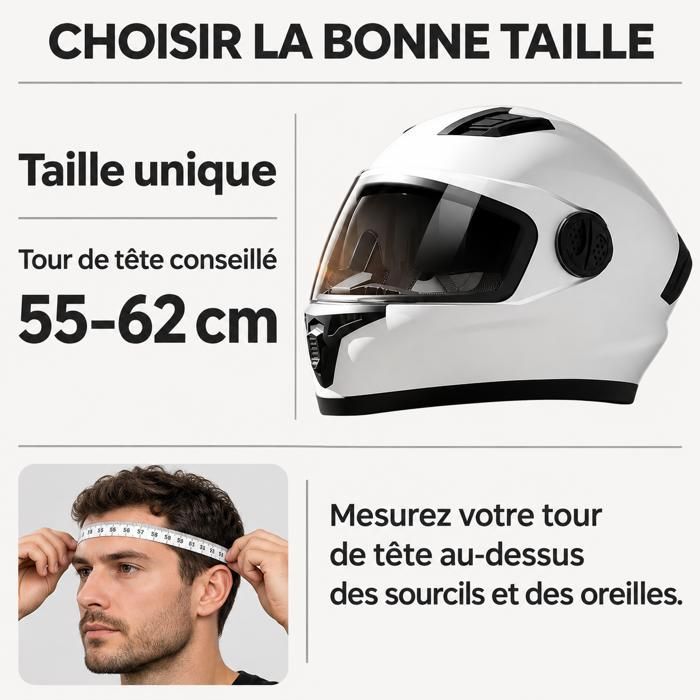 CHOISIR LA BONNE TAILLE
Taille unique
Tour de tête conseillé
55-62 cm
Mesurez votre tour
de tête au-dessus
des sourcils et des oreilles.